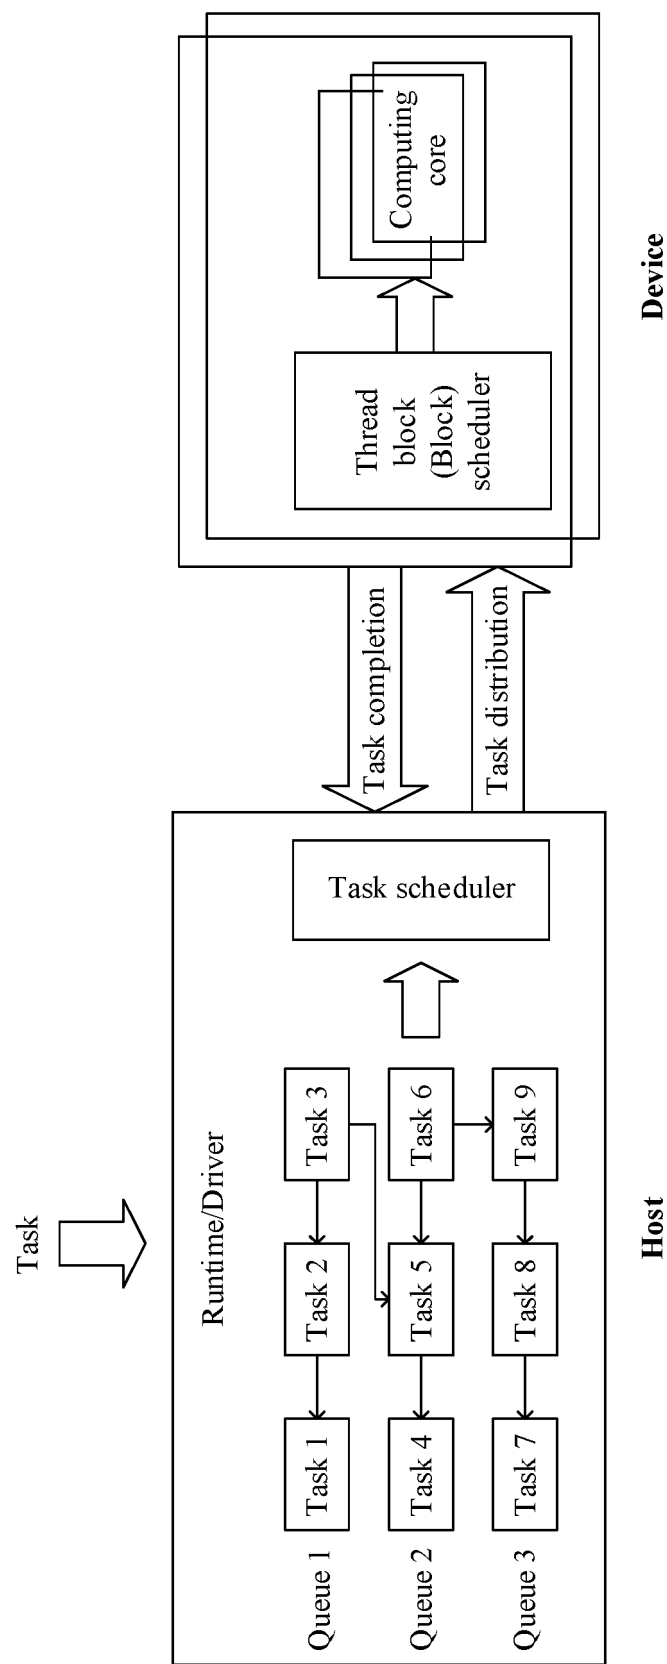 Task
Runtime/Driver
Queue 1
Task 1
Task 2
Task 3
Queue 2
Task 4
Task 5
Task 6
Queue 3
Task 7
Task 8
Task 9
Task scheduler
Host
Task completion
Task distribution
Thread
block
(Block)
scheduler
Computing
core
Device